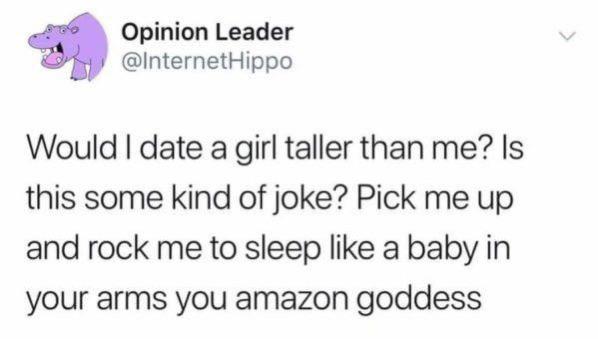 Opinion Leader
@InternetHippo
Would I date a girl taller than me? Is
this some kind of joke? Pick me up
and rock me to sleep like a baby in
your arms you amazon goddess